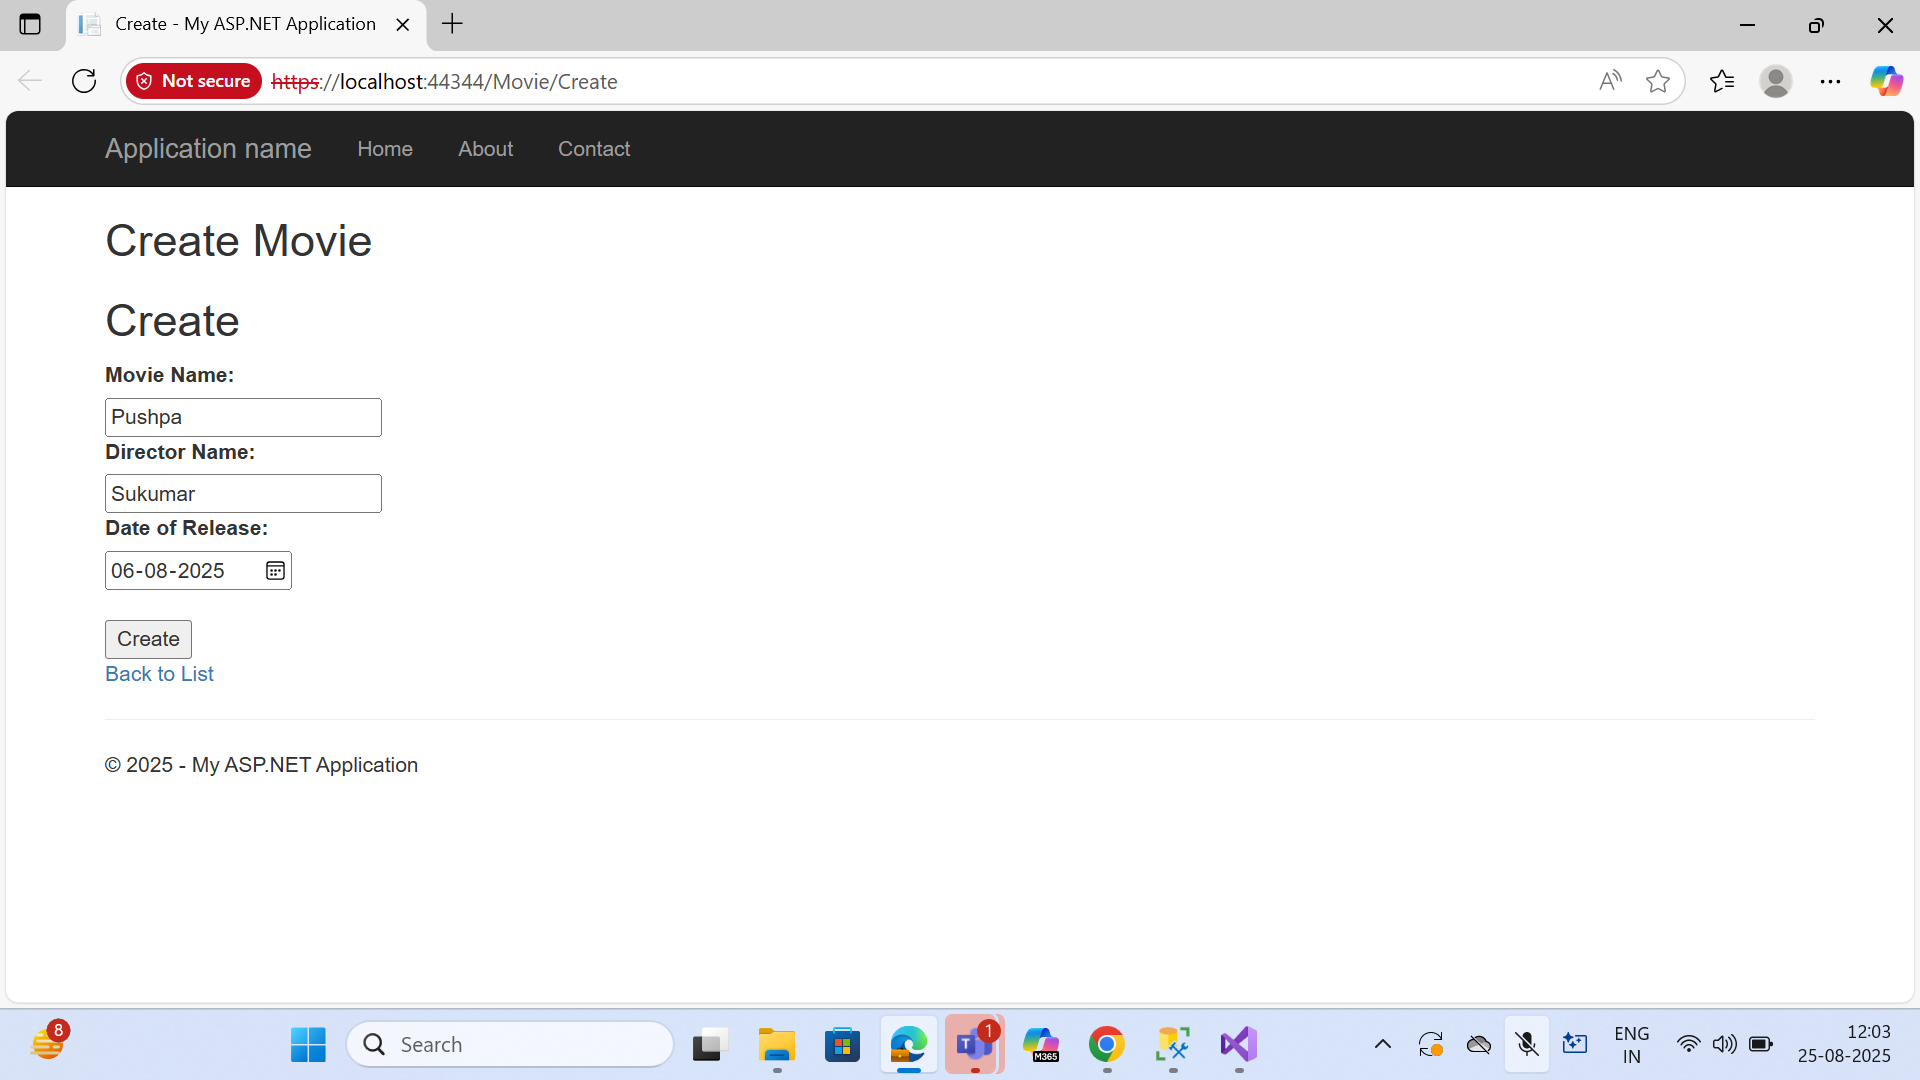 Create - My ASP.NET Application
Not secure https://localhost:44344/Movie/Create
Application name Home About Contact
Create Movie
Create
Movie Name:
Pushpa
Director Name:
Sukumar
Date of Release:
06-08-2025
Create
Back to List
© 2025 - My ASP.NET Application
8
Search
1
M365
ENG
IN
12:03
25-08-2025